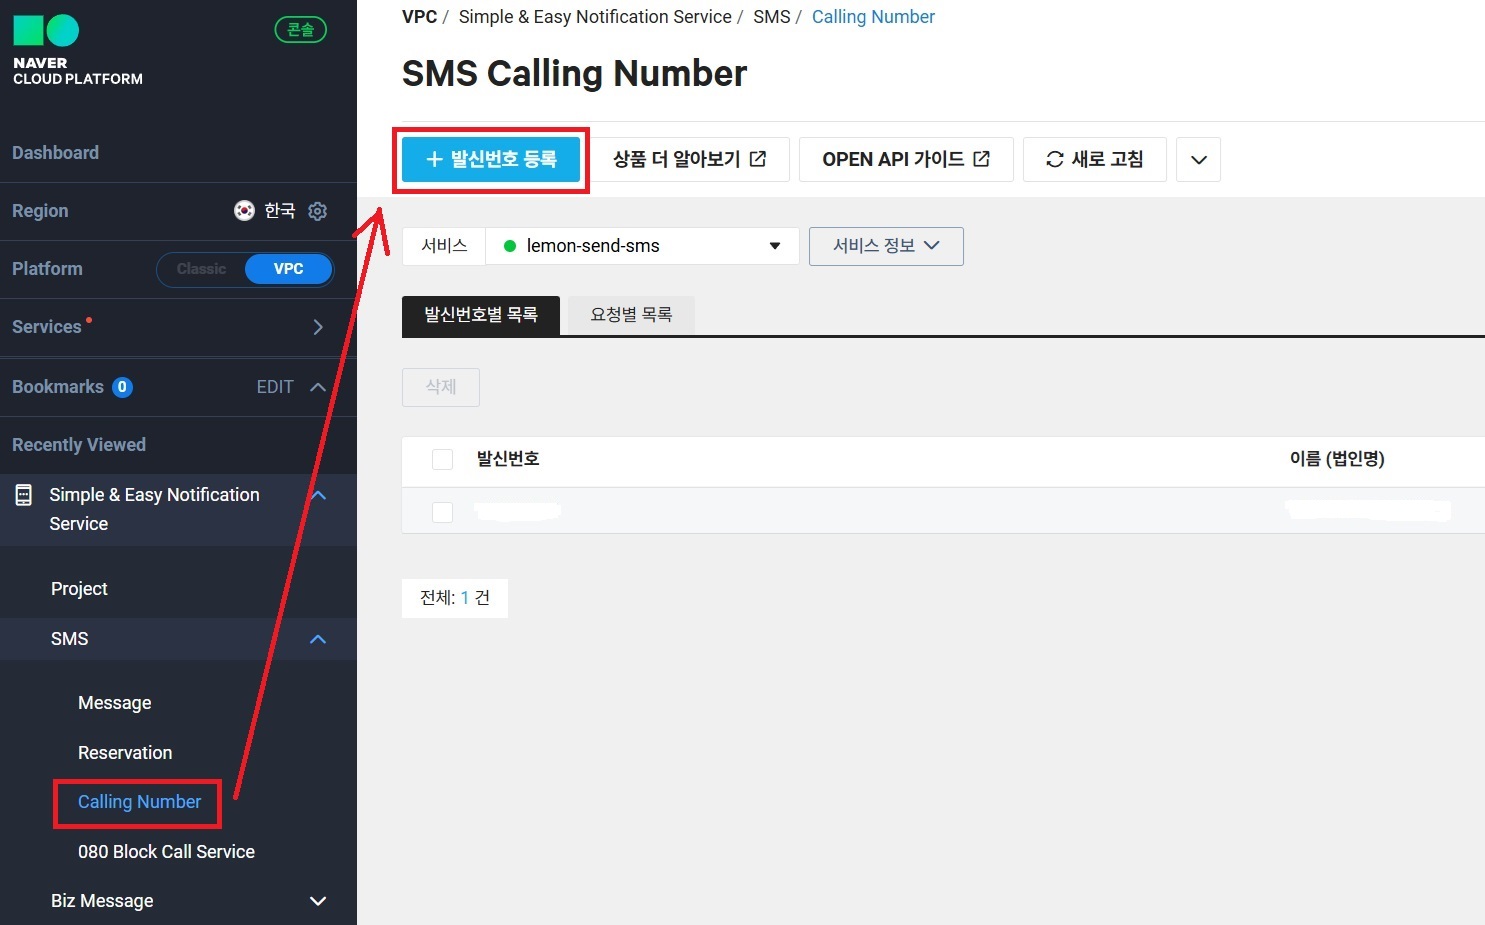 콘솔
NAVER
CLOUD PLATFORM
Dashboard
Region 한국
Platform Classic VPC
Services
Bookmarks 0 EDIT
Recently Viewed
Simple & Easy Notification
Service
Project
SMS
Message
Reservation
Calling Number
080 Block Call Service
Biz Message
VPC / Simple & Easy Notification Service / SMS / Calling Number
SMS Calling Number
+ 발신번호 등록 상품 더 알아보기 OPEN API 가이드 새로 고침
서비스 lemon-send-sms 서비스 정보
발신번호별 목록 요청별 목록
삭제
발신번호 이름 (법인명)
전체: 1 건